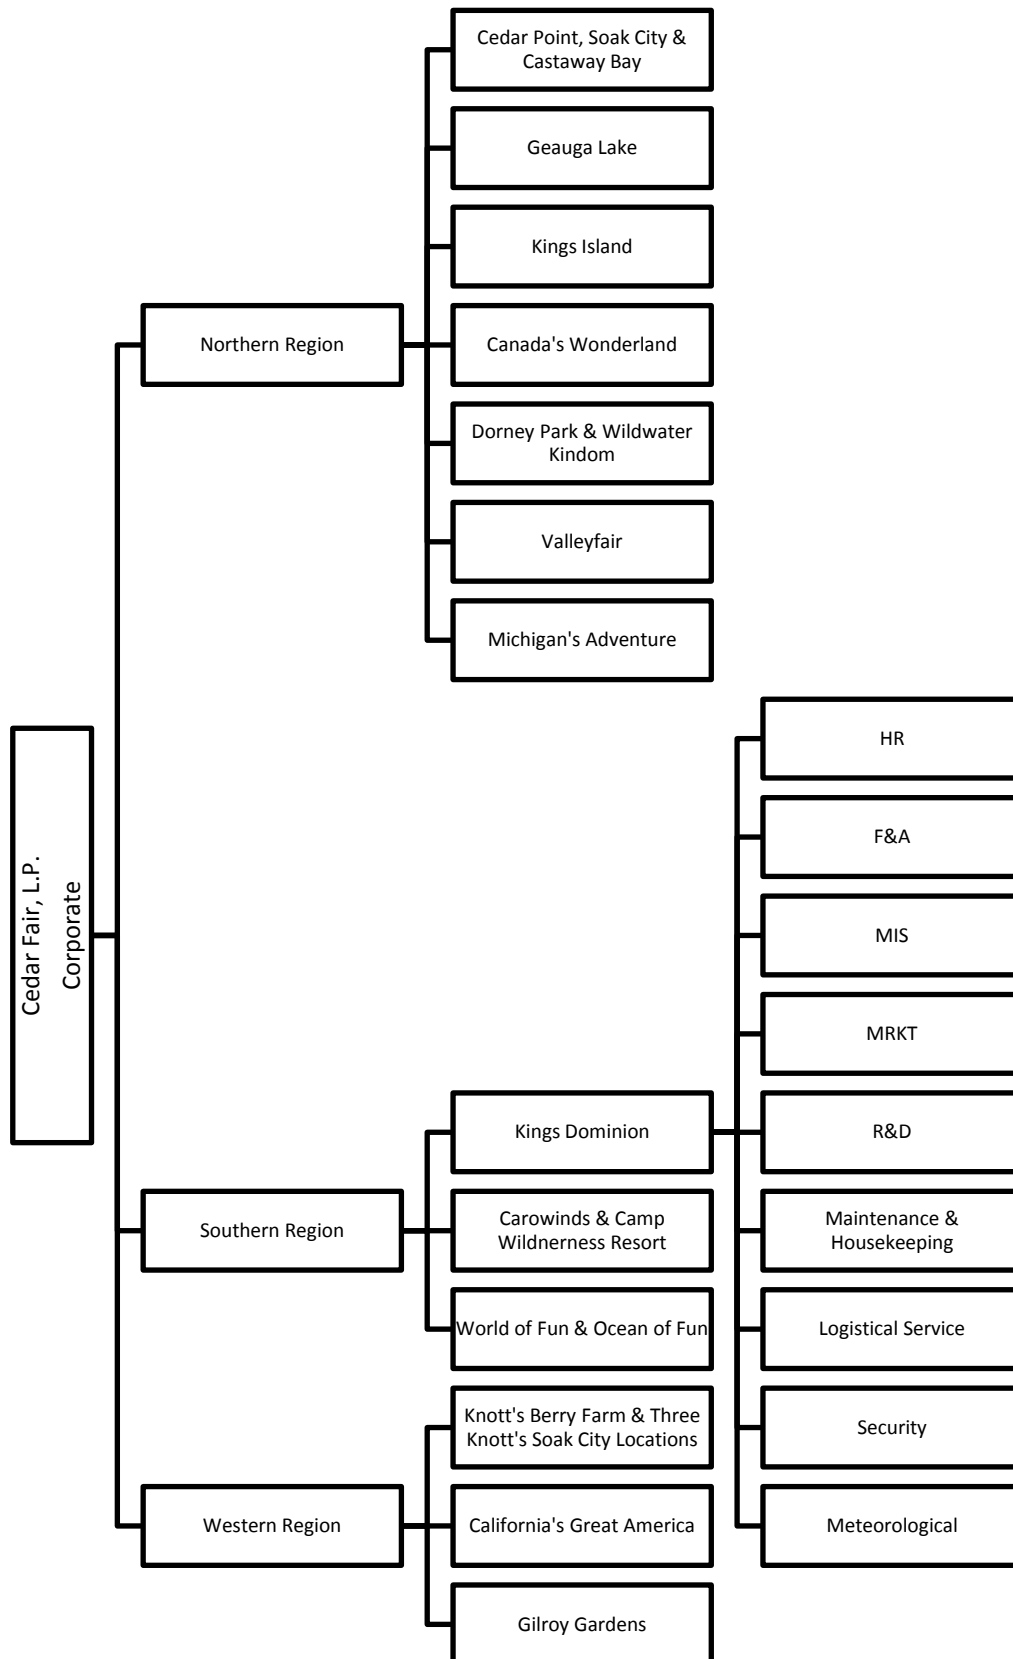 Cedar Fair, L.P.
Corporate
Northern Region
Cedar Point, Soak City &
Castaway Bay
Geauga Lake
Kings Island
Canada's Wonderland
Dorney Park & Wildwater
Kindom
Valleyfair
Michigan's Adventure
Southern Region
Kings Dominion
HR
F&A
MIS
MRKT
R&D
Maintenance &
Housekeeping
Logistical Service
Security
Meteorological
Carowinds & Camp
Wildnerness Resort
World of Fun & Ocean of Fun
Western Region
Knott's Berry Farm & Three
Knott's Soak City Locations
California's Great America
Gilroy Gardens